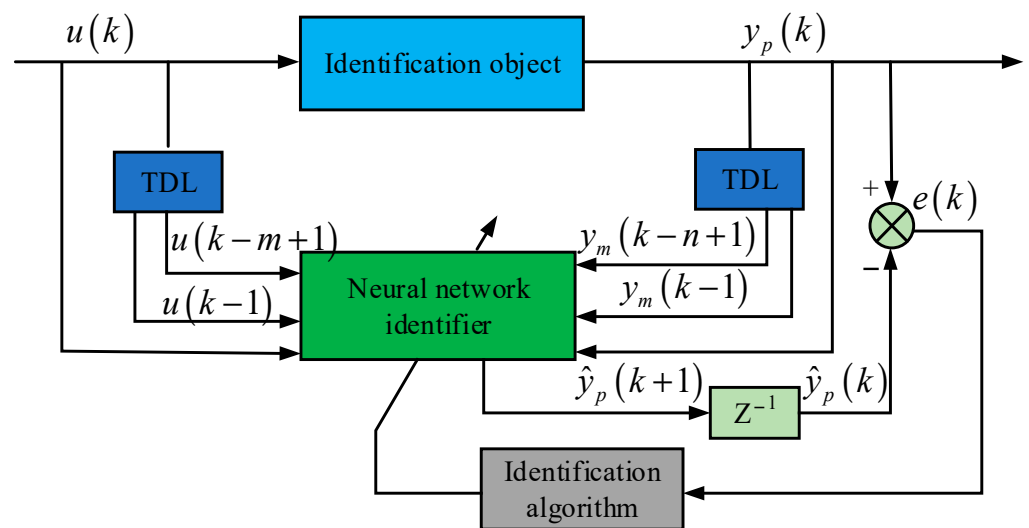 u(k)
y_p(k)
Identification object
TDL
TDL
+
e(k)
u(k−m+1)
y_m(k−n+1)
−
Neural network
identifier
u(k−1)
y_m(k−1)
ŷ_p(k+1)
ŷ_p(k)
Z⁻¹
Identification
algorithm